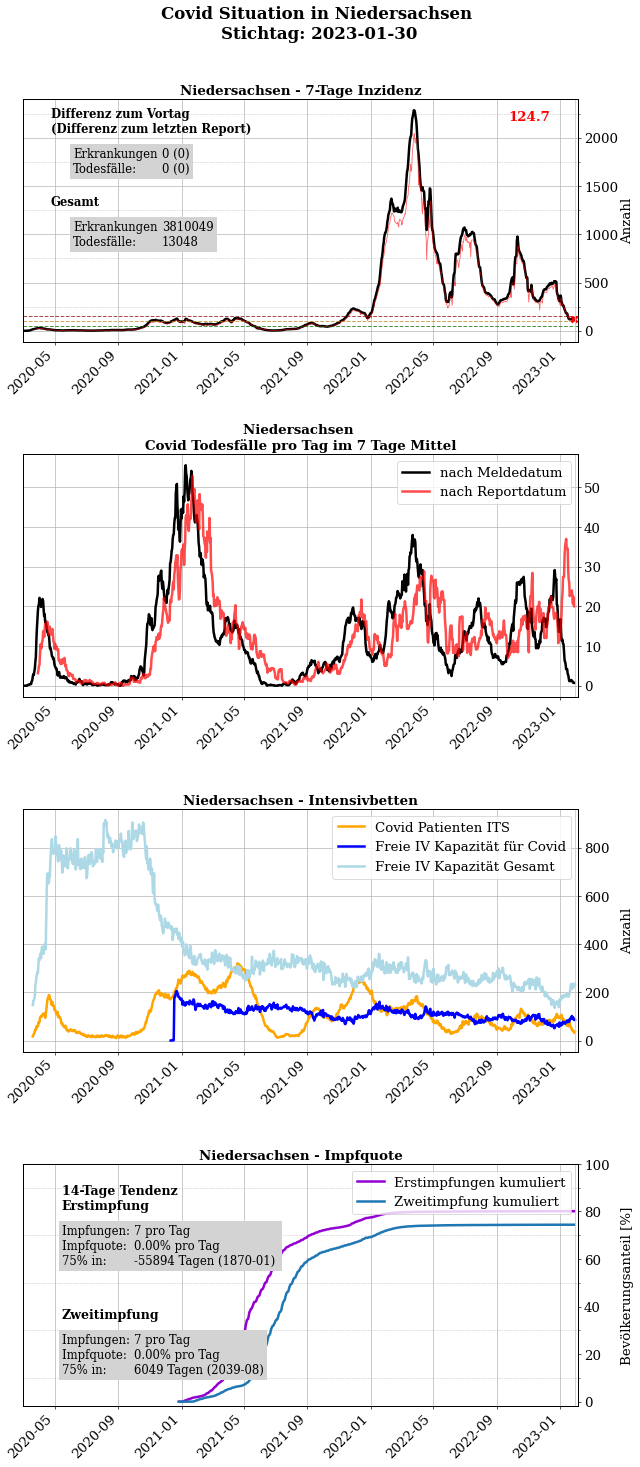 Covid Situation in Niedersachsen
Stichtag: 2023-01-30
Niedersachsen - 7-Tage Inzidenz
Differenz zum Vortag
(Differenz zum letzten Report)
Erkrankungen 0 (0)
Todesfälle: 0 (0)
Gesamt
Erkrankungen 3810049
Todesfälle: 13048
124.7
2000
1500
1000
500
0
Anzahl
2020-05 2020-09 2021-01 2021-05 2021-09 2022-01 2022-05 2022-09 2023-01
Niedersachsen
Covid Todesfälle pro Tag im 7 Tage Mittel
nach Meldedatum
nach Reportdatum
50
40
30
20
10
0
2020-05 2020-09 2021-01 2021-05 2021-09 2022-01 2022-05 2022-09 2023-01
Niedersachsen - Intensivbetten
Covid Patienten ITS
Freie IV Kapazität für Covid
Freie IV Kapazität Gesamt
800
600
400
200
0
Anzahl
2020-05 2020-09 2021-01 2021-05 2021-09 2022-01 2022-05 2022-09 2023-01
Niedersachsen - Impfquote
14-Tage Tendenz
Erstimpfung
Impfungen: 7 pro Tag
Impfquote: 0.00% pro Tag
75% in: -55894 Tagen (1870-01)
Zweitimpfung
Impfungen: 7 pro Tag
Impfquote: 0.00% pro Tag
75% in: 6049 Tagen (2039-08)
Erstimpfungen kumuliert
Zweitimpfung kumuliert
100
80
60
40
20
0
Bevölkerungsanteil [%]
2020-05 2020-09 2021-01 2021-05 2021-09 2022-01 2022-05 2022-09 2023-01